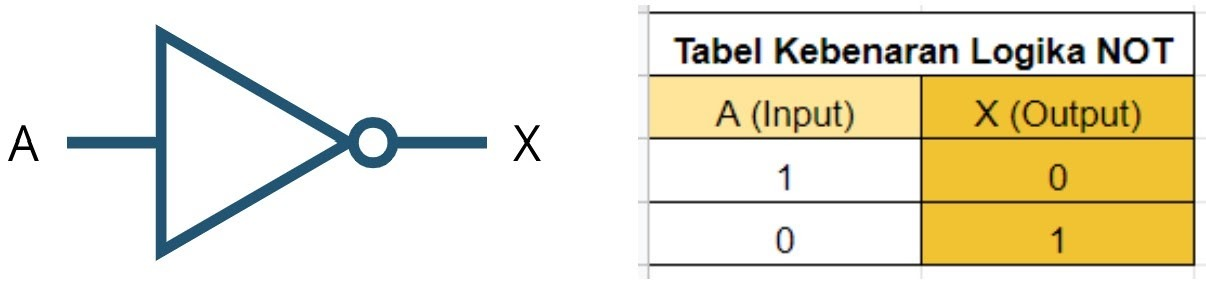 A
X
Tabel Kebenaran Logika NOT
A (Input) X (Output)
1 0
0 1